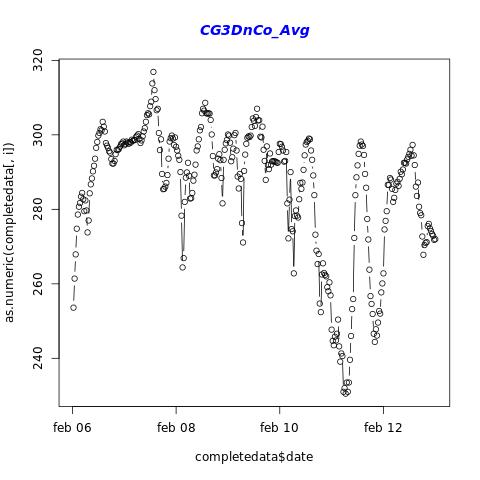 CG3DnCo_Avg
320
300
280
260
240
as.numeric(completedata[, i])
feb 06
feb 08
feb 10
feb 12
completedata$date